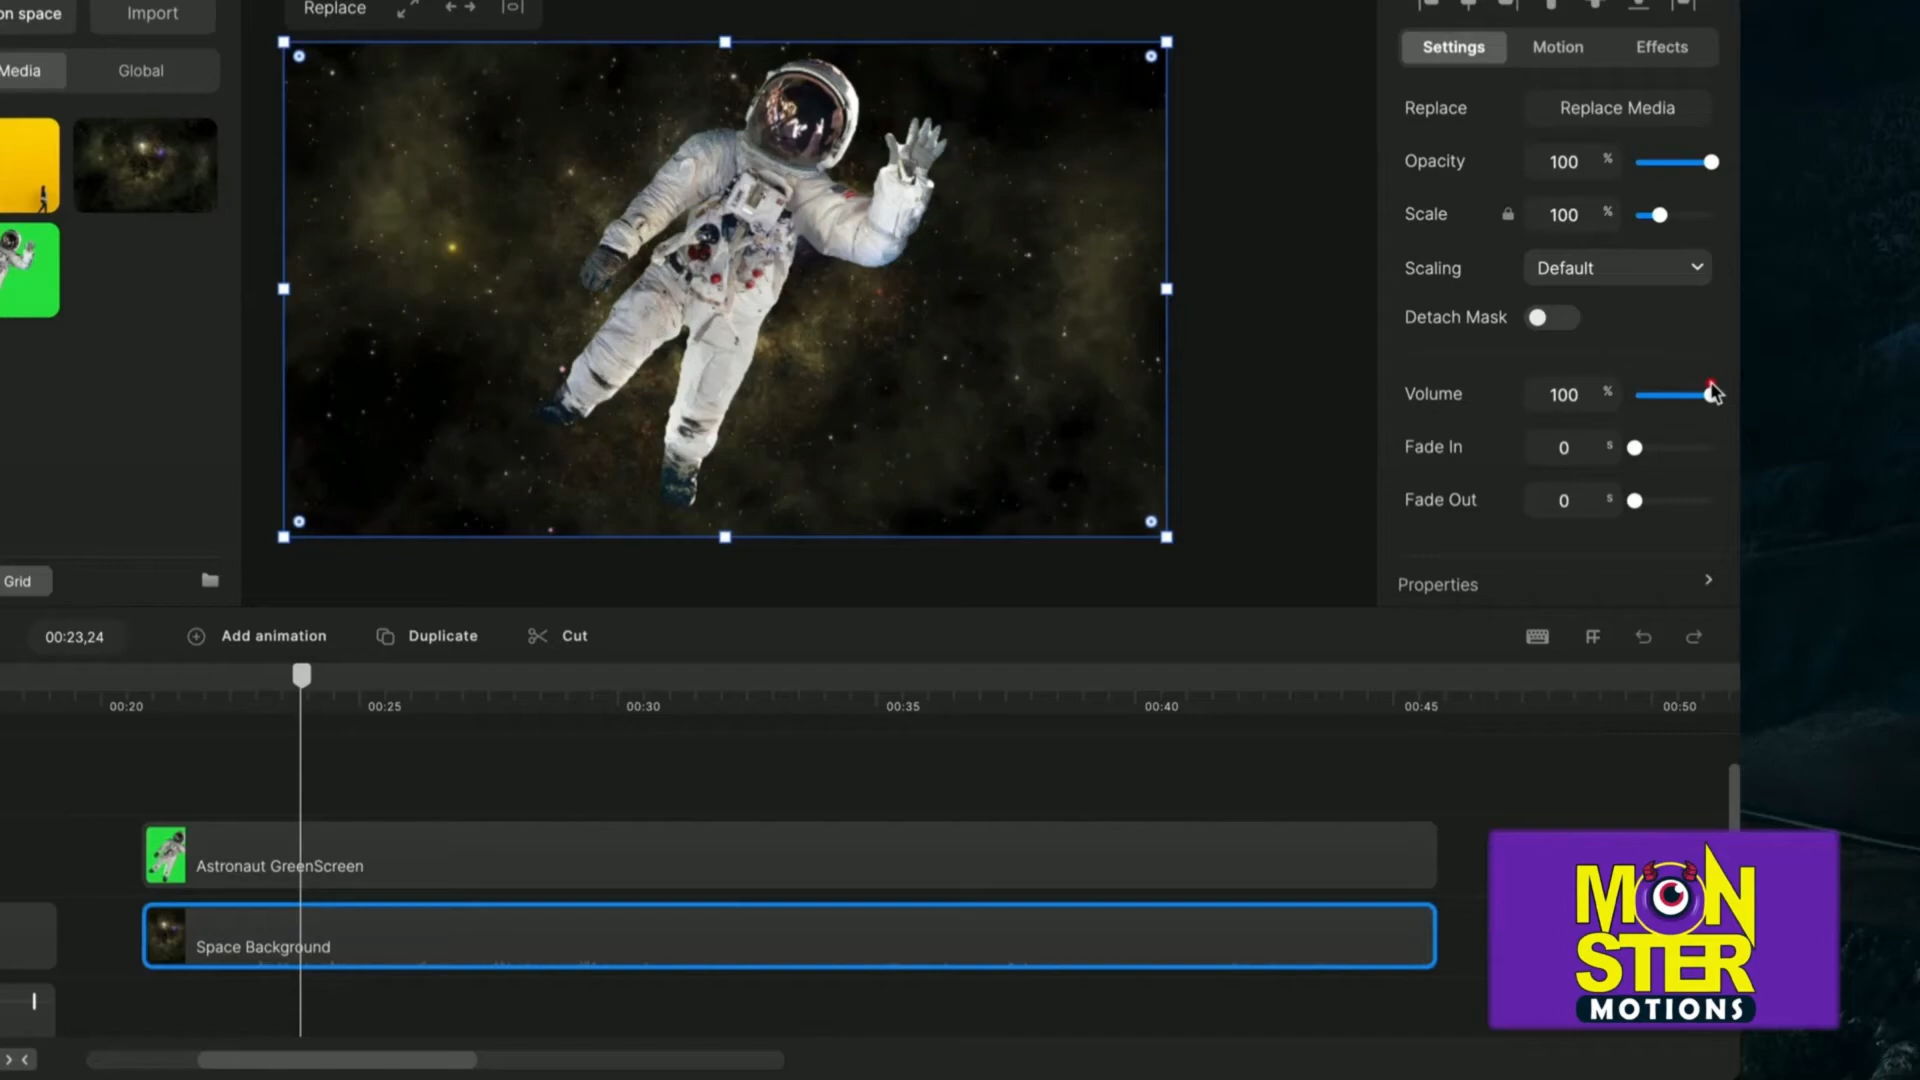 on space
Import
Replace
Media
Global
Settings
Motion
Effects
Replace
Replace Media
Opacity
100 %
Scale
100 %
Scaling
Default
Detach Mask
Volume
100 %
Fade In
0 s
Fade Out
0 s
Grid
Properties
00:23,24
Add animation
Duplicate
Cut
00:20
00:25
00:30
00:35
00:40
00:45
00:50
Astronaut GreenScreen
Space Background
MONSTER
MOTIONS